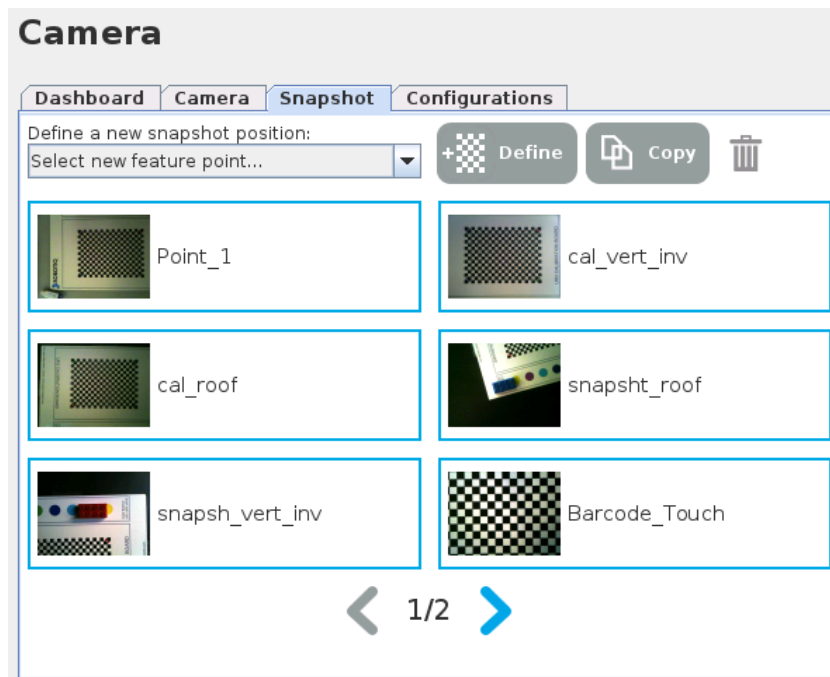 Camera
Dashboard Camera Snapshot Configurations
Define a new snapshot position:
Select new feature point...
Define Copy
Point_1 cal_vert_inv
cal_roof snapsht_roof
snapsh_vert_inv Barcode_Touch
1/2